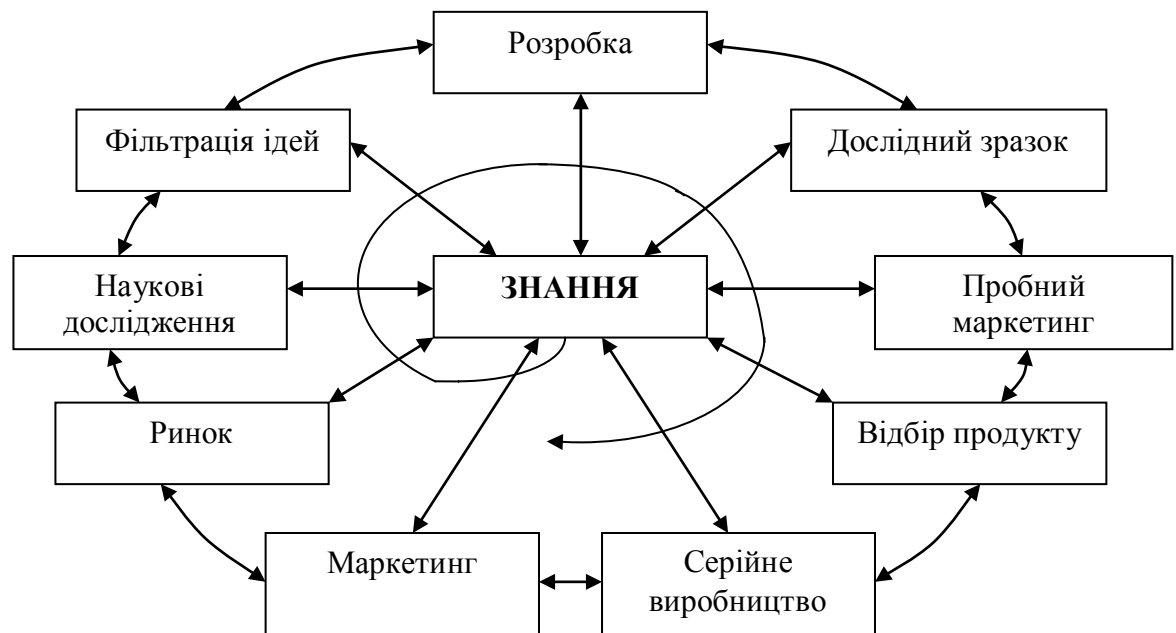 Розробка
Фільтрація ідей
Дослідний зразок
Наукові
дослідження
ЗНАННЯ
Пробний
маркетинг
Ринок
Відбір продукту
Маркетинг
Серійне
виробництво